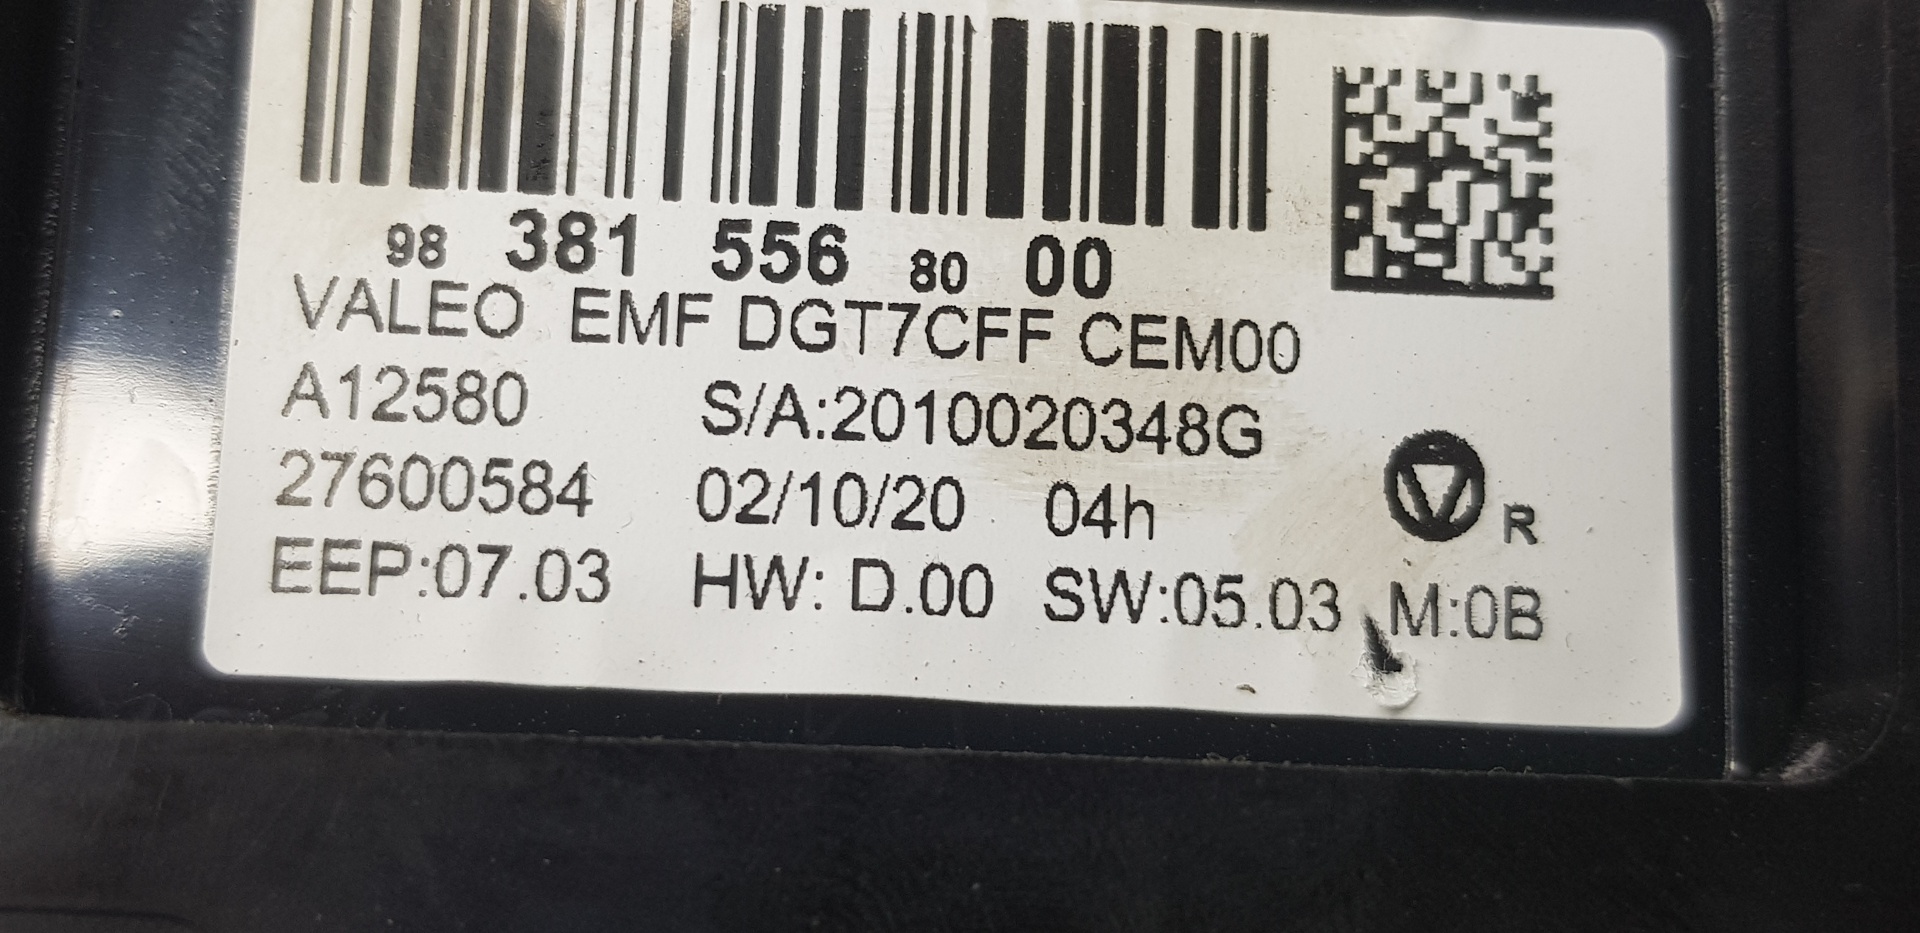 98 381 556 80 00
VALEO EMF DGT7CFF CEM00
A12580 S/A:2010020348G
27600584 02/10/20 04h R
EEP:07.03 HW: D.00 SW:05.03 M:0B